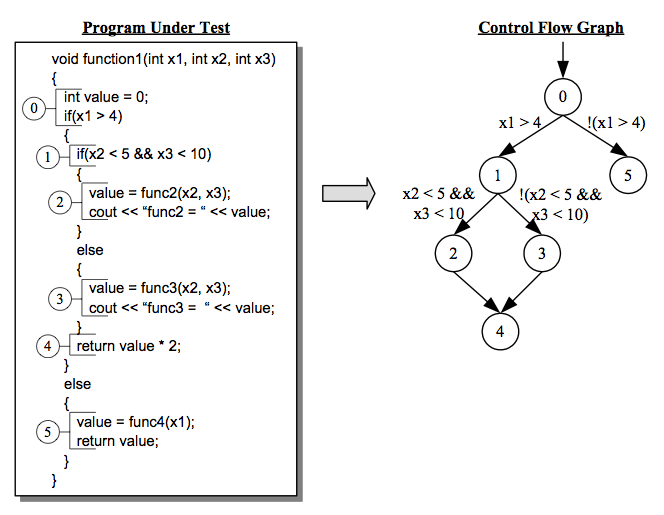 Program Under Test
void function1(int x1, int x2, int x3)
{
0
int value = 0;
if(x1 > 4)
{
1
if(x2 < 5 && x3 < 10)
{
2
value = func2(x2, x3);
cout << “func2 = “ << value;
}
else
{
3
value = func3(x2, x3);
cout << “func3 = “ << value;
}
4
return value * 2;
}
else
{
5
value = func4(x1);
return value;
}
}
Control Flow Graph
0
x1 > 4
!(x1 > 4)
1
5
x2 < 5 &&
x3 < 10
!(x2 < 5 &&
x3 < 10)
2
3
4